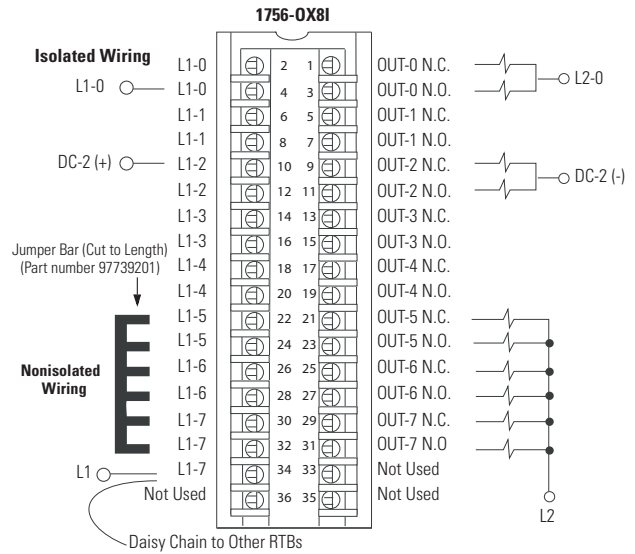 1756-OX8I
Isolated Wiring
L1-0 2 1 OUT-0 N.C.
L1-0 L1-0 4 3 OUT-0 N.O. L2-0
L1-1 6 5 OUT-1 N.C.
L1-1 8 7 OUT-1 N.O.
DC-2 (+) L1-2 10 9 OUT-2 N.C.
L1-2 12 11 OUT-2 N.O. DC-2 (-)
L1-3 14 13 OUT-3 N.C.
L1-3 16 15 OUT-3 N.O.
Jumper Bar (Cut to Length)
(Part number 97739201)
L1-4 18 17 OUT-4 N.C.
L1-4 20 19 OUT-4 N.O.
L1-5 22 21 OUT-5 N.C.
L1-5 24 23 OUT-5 N.O.
Nonisolated
Wiring
L1-6 26 25 OUT-6 N.C.
L1-6 28 27 OUT-6 N.O.
L1-7 30 29 OUT-7 N.C.
L1-7 32 31 OUT-7 N.O
L1 L1-7 34 33 Not Used
Not Used 36 35 Not Used
L2
Daisy Chain to Other RTBs